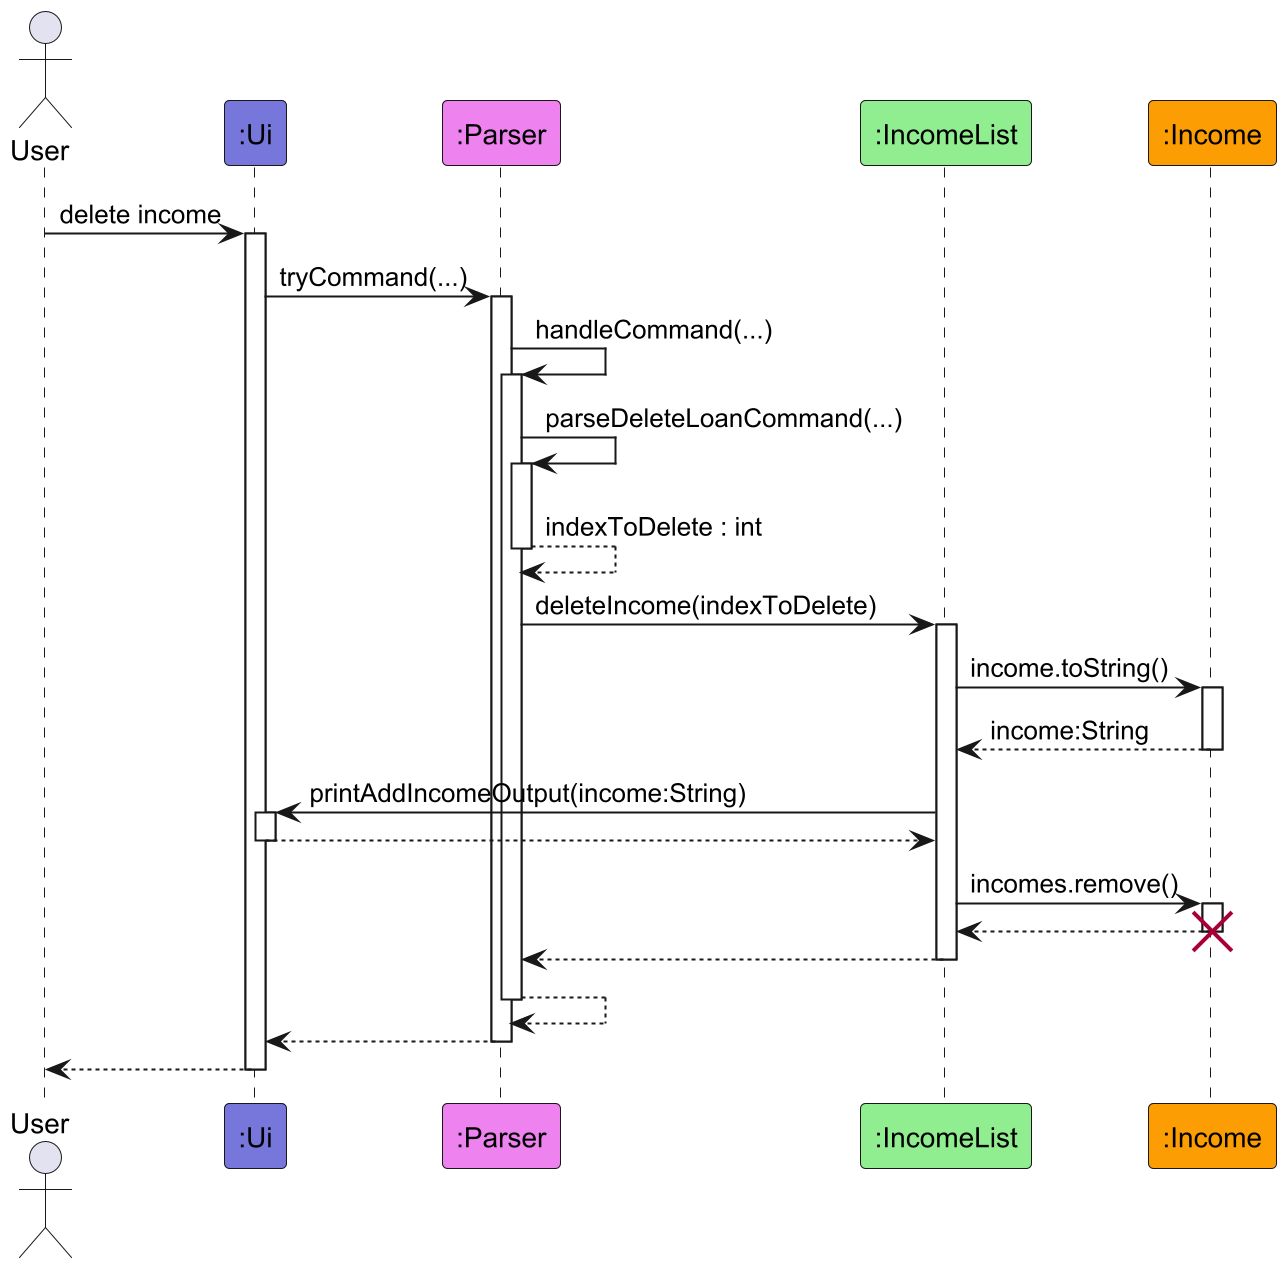 User
:Ui
:Parser
:IncomeList
:Income
delete income
tryCommand(...)
handleCommand(...)
parseDeleteLoanCommand(...)
indexToDelete : int
deleteIncome(indexToDelete)
income.toString()
income:String
printAddIncomeOutput(income:String)
incomes.remove()
User
:Ui
:Parser
:IncomeList
:Income